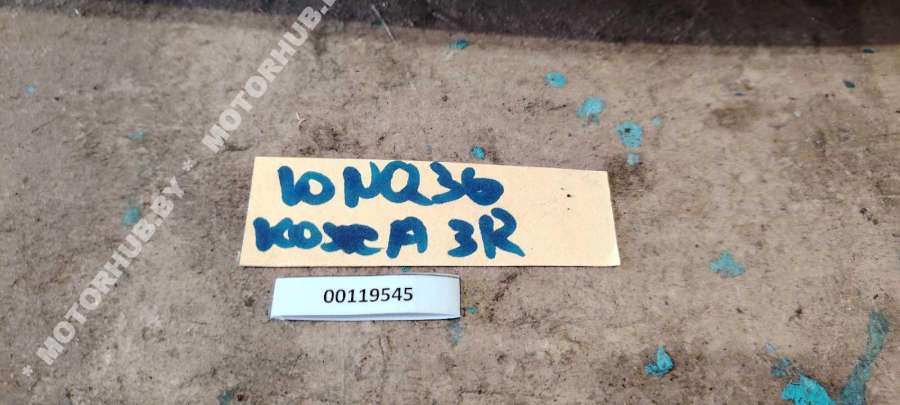 10NQ36
кожА 3R
00119545
* MOTORHUB.BY * MOTORHUB.BY